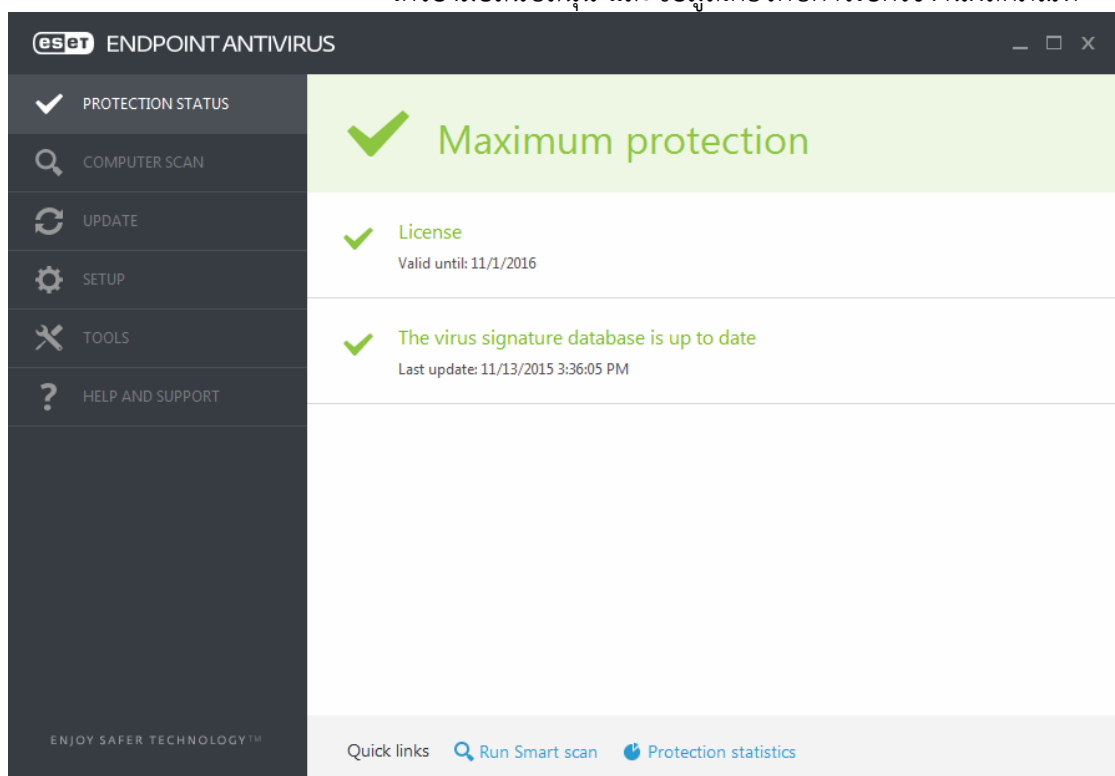 eset ENDPOINT ANTIVIRUS
PROTECTION STATUS
COMPUTER SCAN
UPDATE
SETUP
TOOLS
HELP AND SUPPORT
ENJOY SAFER TECHNOLOGY™
Maximum protection
License
Valid until: 11/1/2016
The virus signature database is up to date
Last update: 11/13/2015 3:36:05 PM
Quick links Run Smart scan Protection statistics